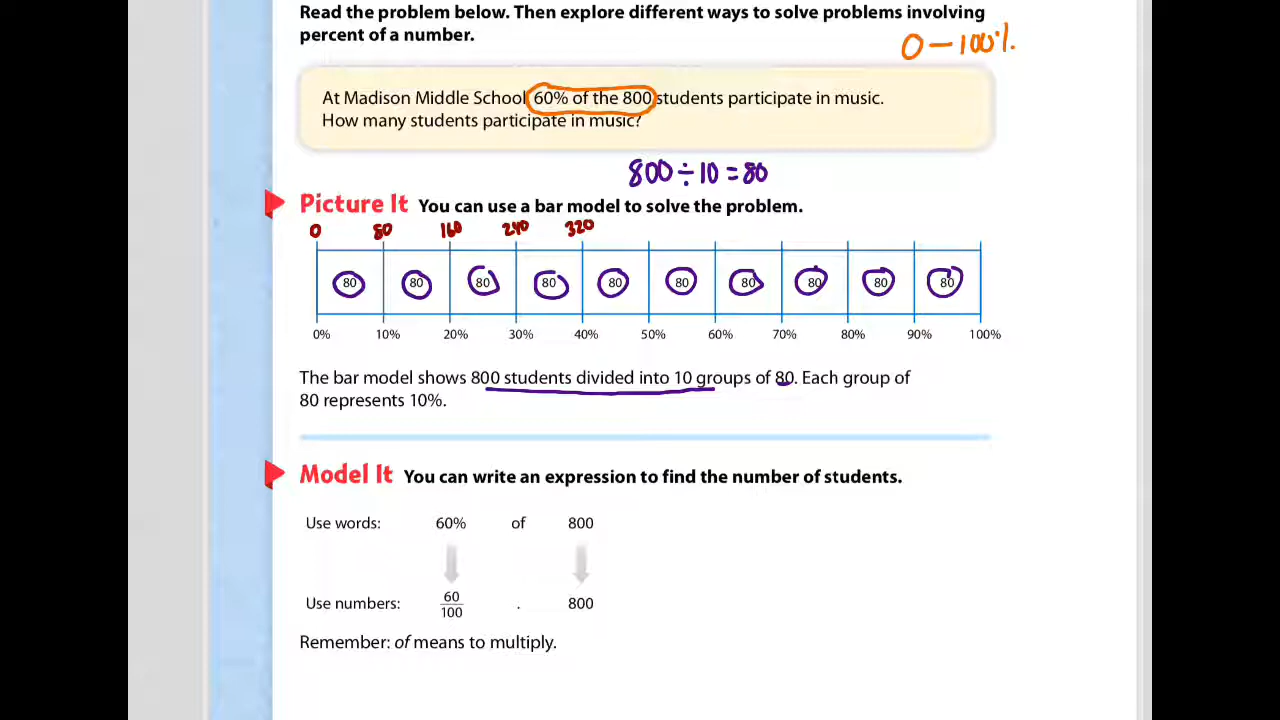 Read the problem below. Then explore different ways to solve problems involving
percent of a number.
0 – 100%
At Madison Middle School 60% of the 800 students participate in music.
How many students participate in music?
800 ÷ 10 = 80
Picture It You can use a bar model to solve the problem.
0 80 160 240 320
80 80 80 80 80 80 80 80 80 80
0% 10% 20% 30% 40% 50% 60% 70% 80% 90% 100%
The bar model shows 800 students divided into 10 groups of 80. Each group of
80 represents 10%.
Model It You can write an expression to find the number of students.
Use words: 60% of 800
Use numbers: 60/100 . 800
Remember: of means to multiply.